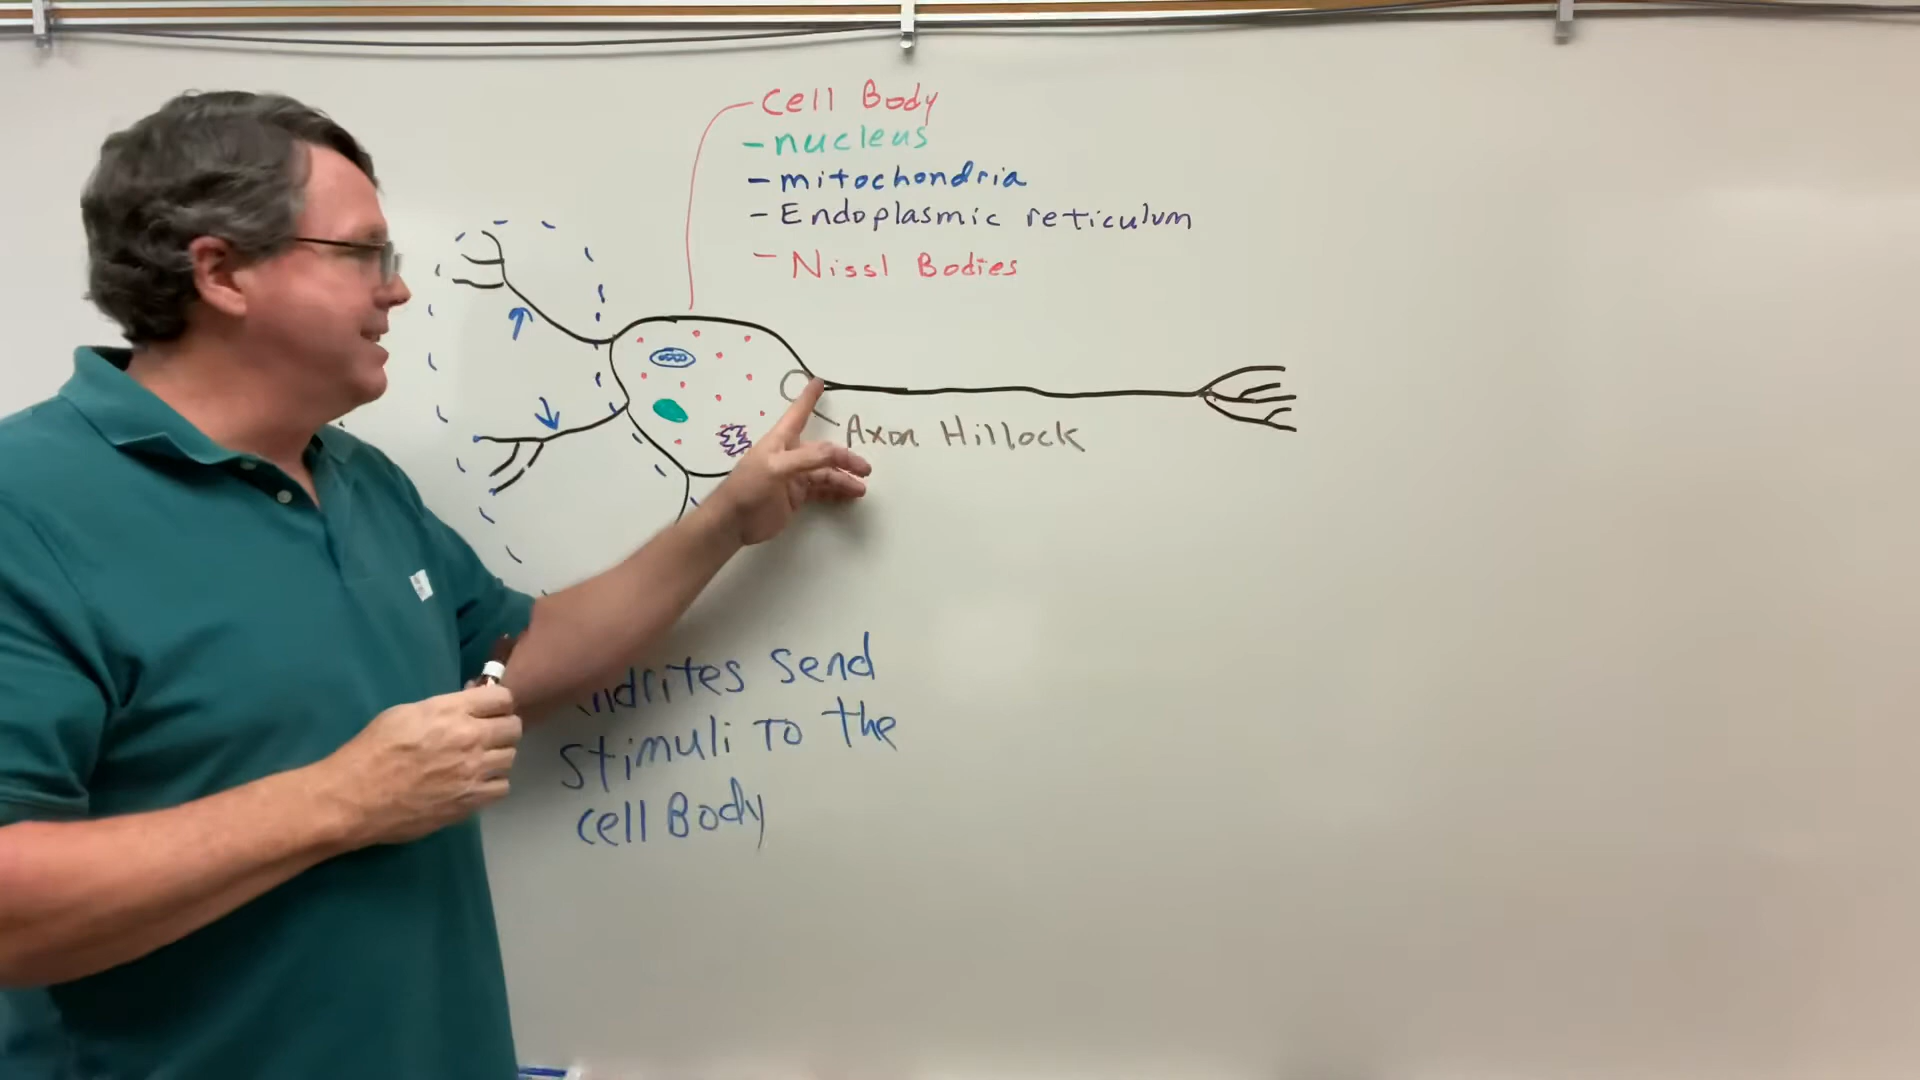 Cell Body
- nucleus
- mitochondria
- Endoplasmic reticulum
- Nissl Bodies
Axon Hillock
ndrites send
stimuli to the
cell Body